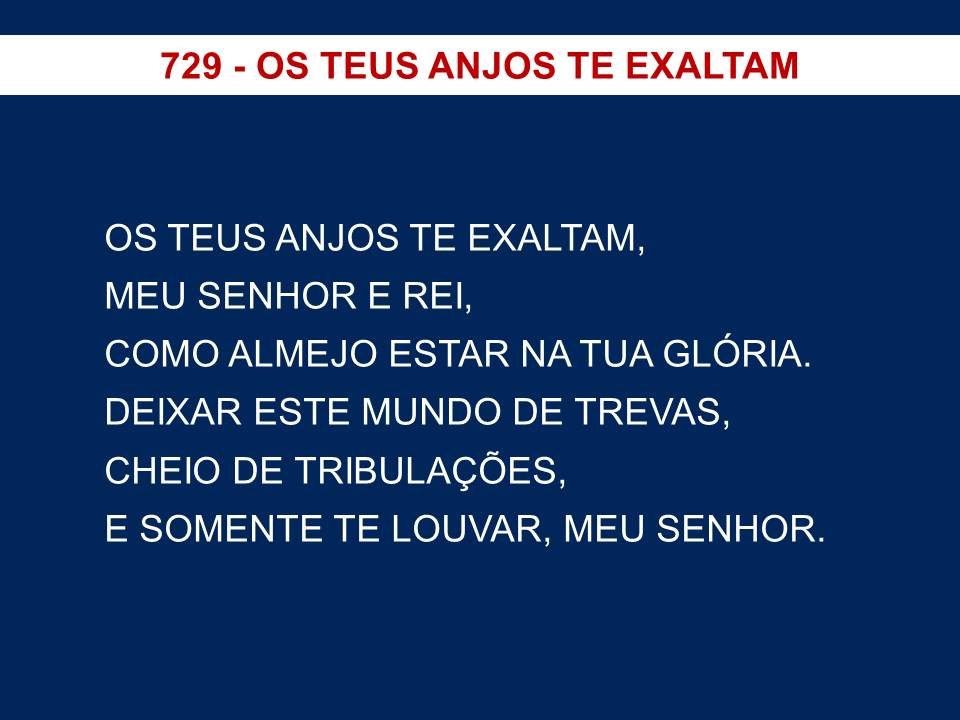 729 - OS TEUS ANJOS TE EXALTAM
OS TEUS ANJOS TE EXALTAM,
MEU SENHOR E REI,
COMO ALMEJO ESTAR NA TUA GLÓRIA.
DEIXAR ESTE MUNDO DE TREVAS,
CHEIO DE TRIBULAÇÕES,
E SOMENTE TE LOUVAR, MEU SENHOR.